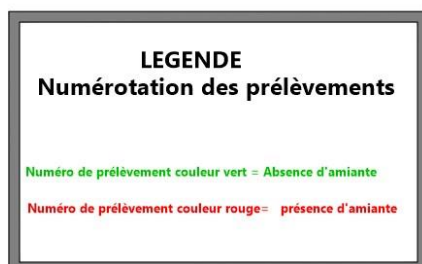 LEGENDE
Numérotation des prélèvements
Numéro de prélèvement couleur vert = Absence d'amiante
Numéro de prélèvement couleur rouge= présence d'amiante